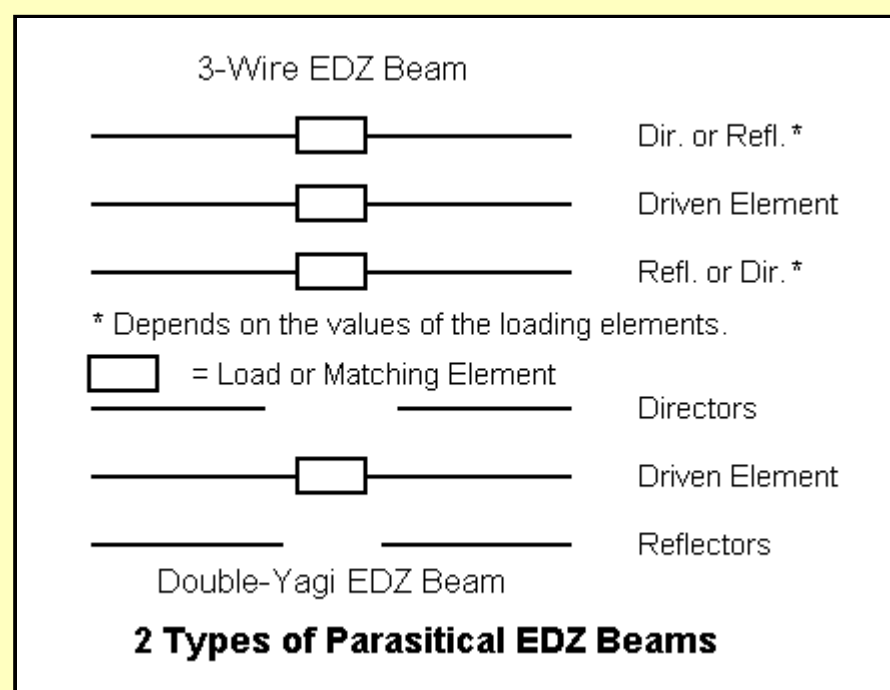 3-Wire EDZ Beam
Dir. or Refl.*
Driven Element
Refl. or Dir.*
* Depends on the values of the loading elements.
= Load or Matching Element
Directors
Driven Element
Reflectors
Double-Yagi EDZ Beam
2 Types of Parasitical EDZ Beams